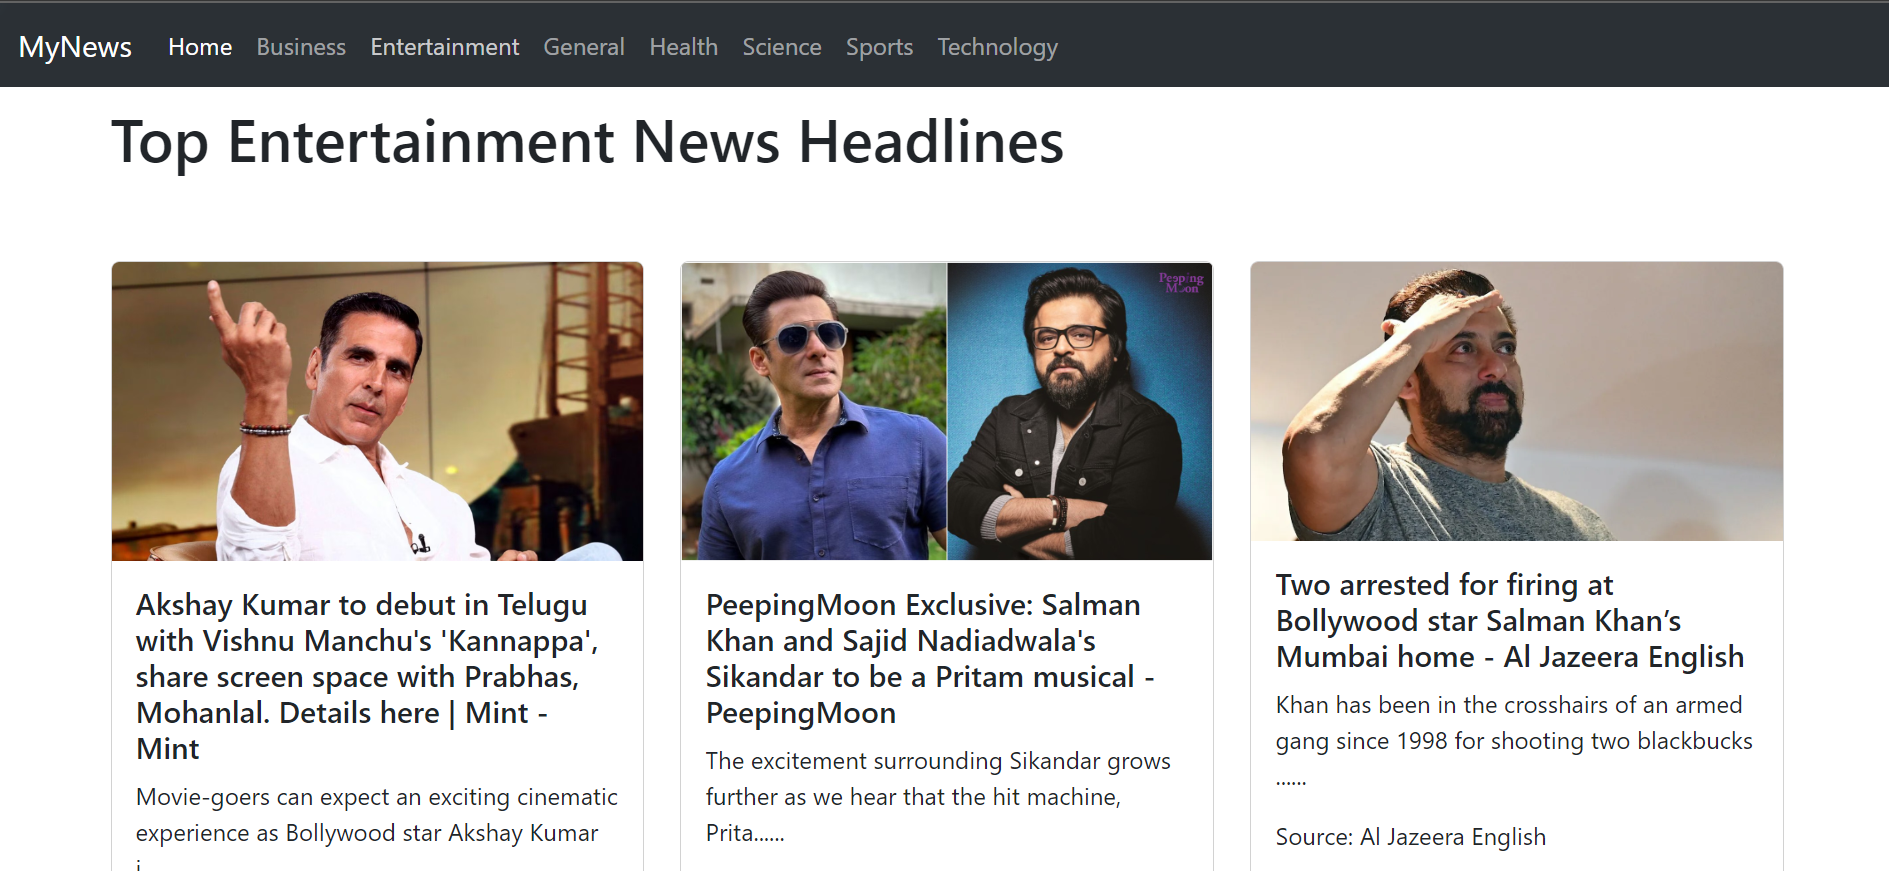 MyNews Home Business Entertainment General Health Science Sports Technology
Top Entertainment News Headlines
Peeping
Moon
Akshay Kumar to debut in Telugu
with Vishnu Manchu's 'Kannappa',
share screen space with Prabhas,
Mohanlal. Details here | Mint -
Mint
Movie-goers can expect an exciting cinematic
experience as Bollywood star Akshay Kumar
PeepingMoon Exclusive: Salman
Khan and Sajid Nadiadwala's
Sikandar to be a Pritam musical -
PeepingMoon
The excitement surrounding Sikandar grows
further as we hear that the hit machine,
Prita......
Two arrested for firing at
Bollywood star Salman Khan’s
Mumbai home - Al Jazeera English
Khan has been in the crosshairs of an armed
gang since 1998 for shooting two blackbucks
......
Source: Al Jazeera English